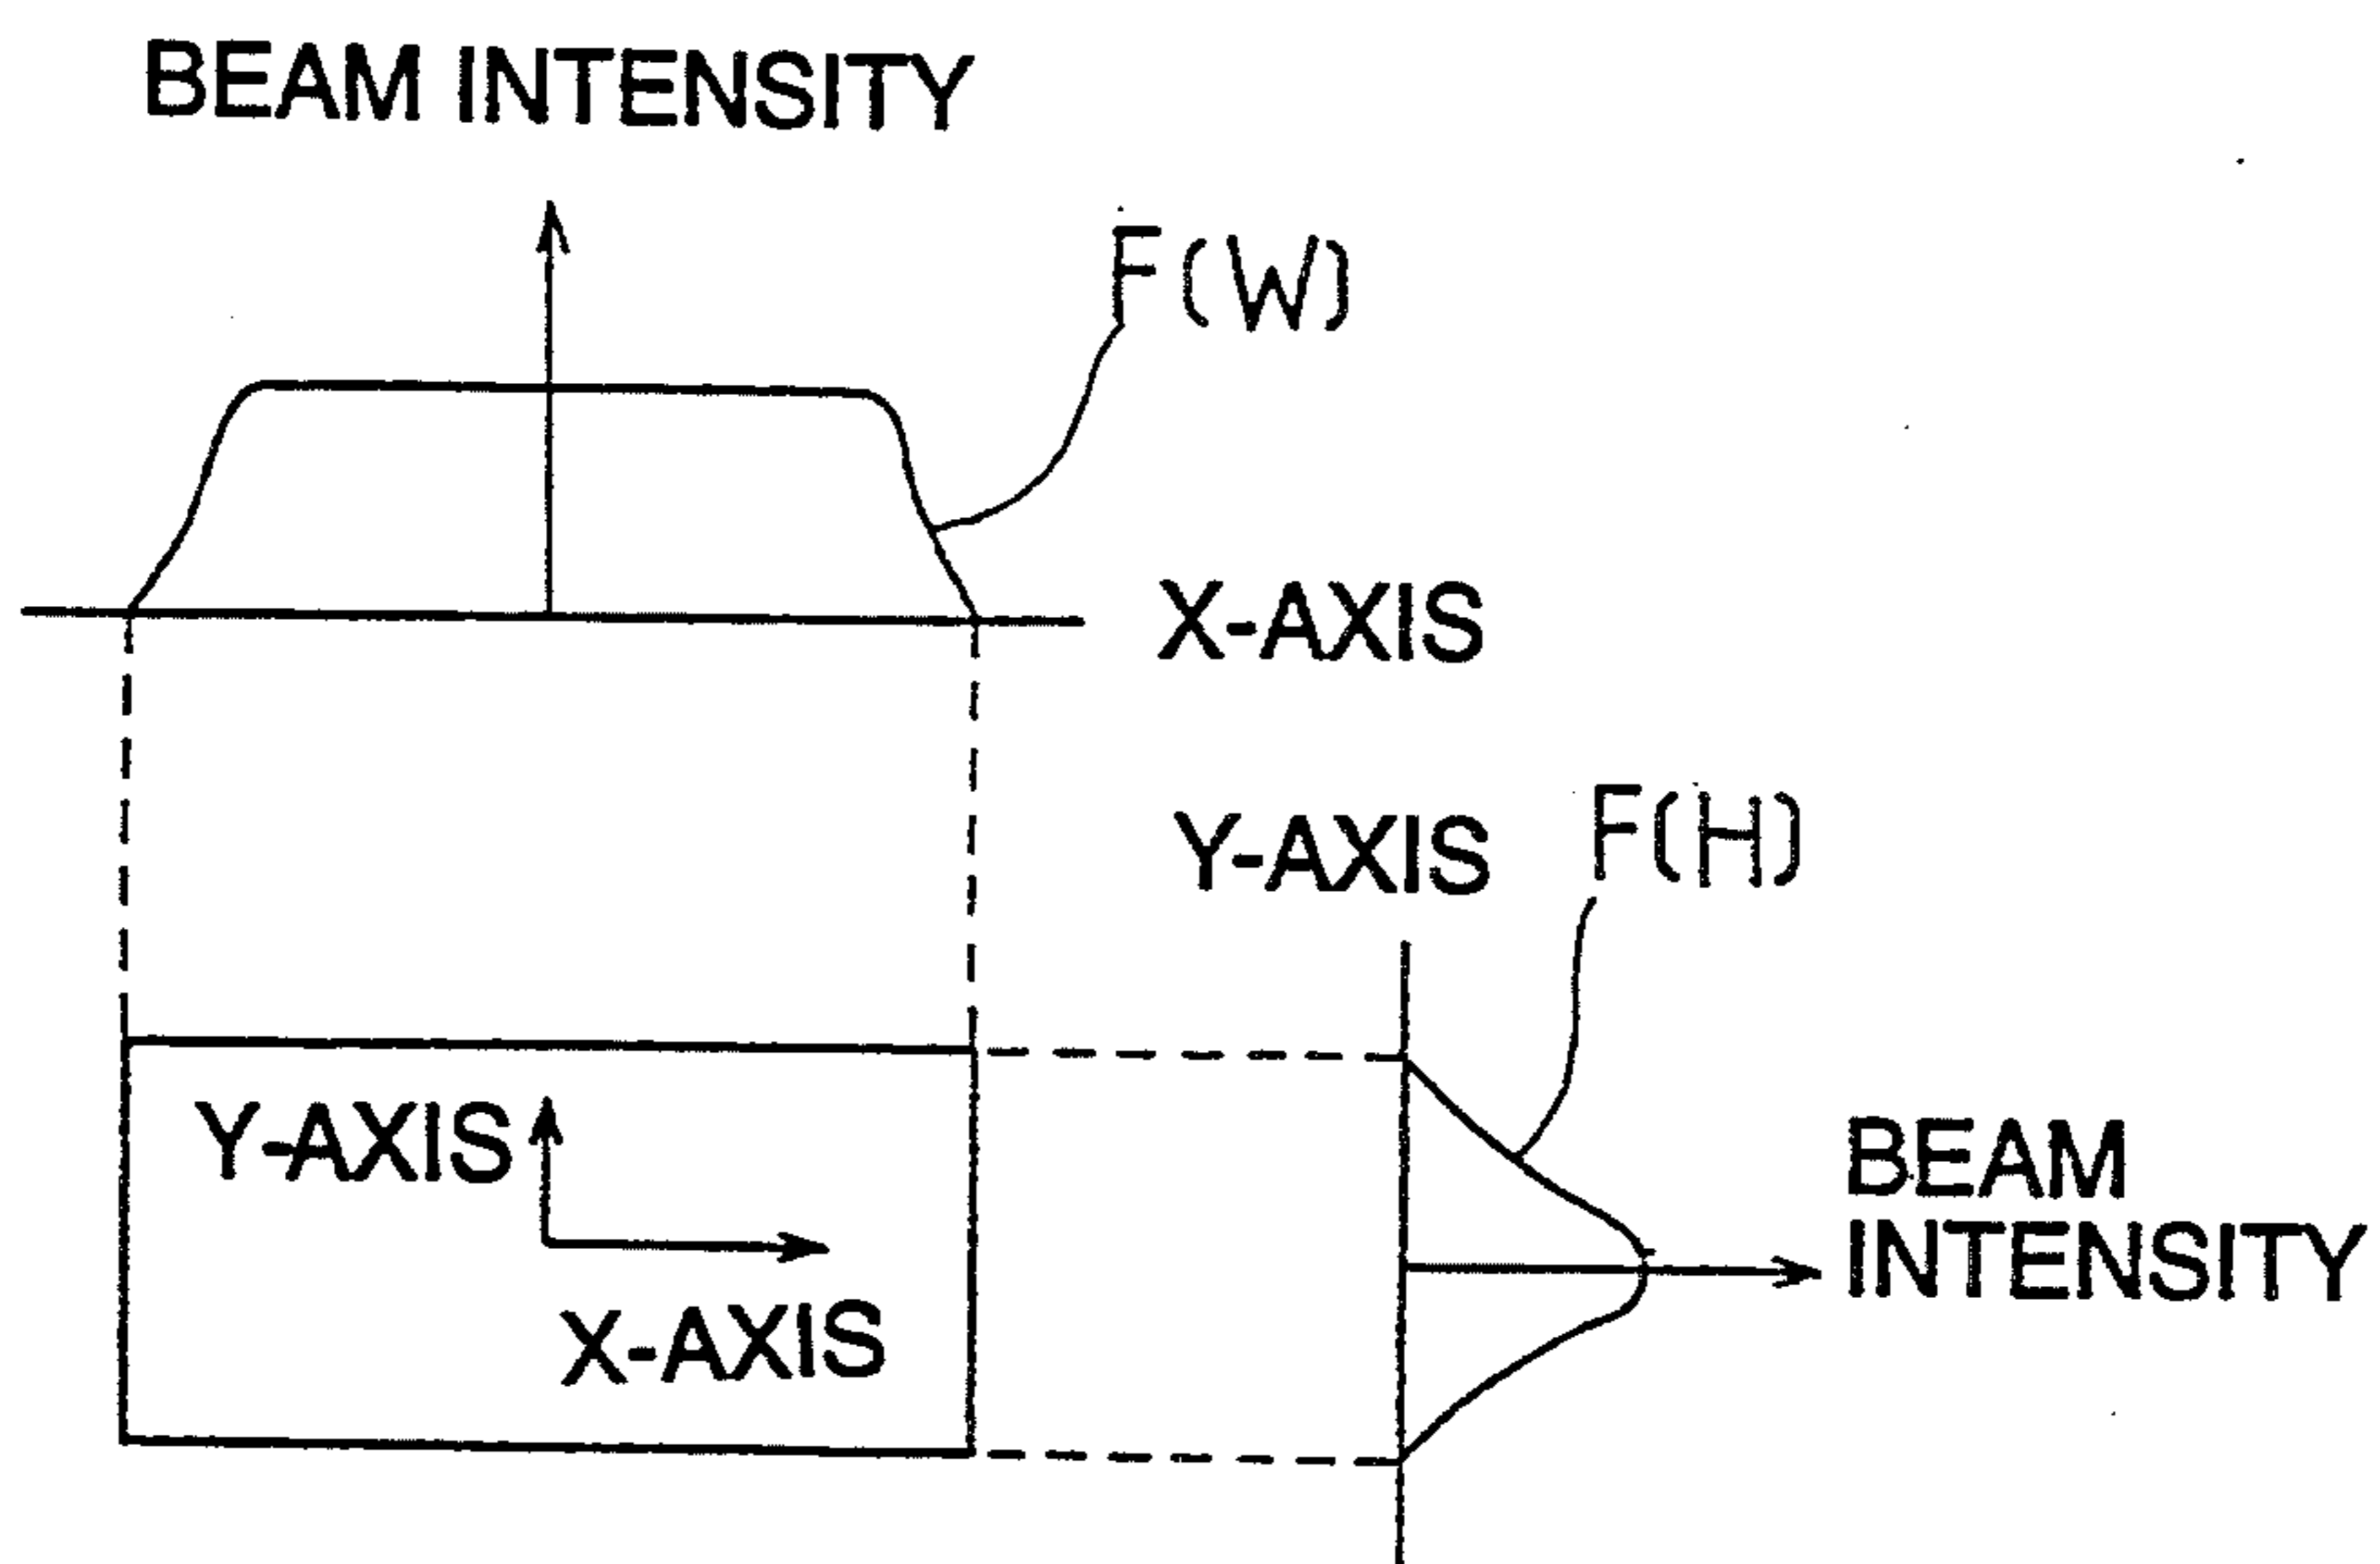 BEAM INTENSITY
F(W)
X-AXIS
Y-AXIS
F(H)
Y-AXIS
X-AXIS
BEAM
INTENSITY